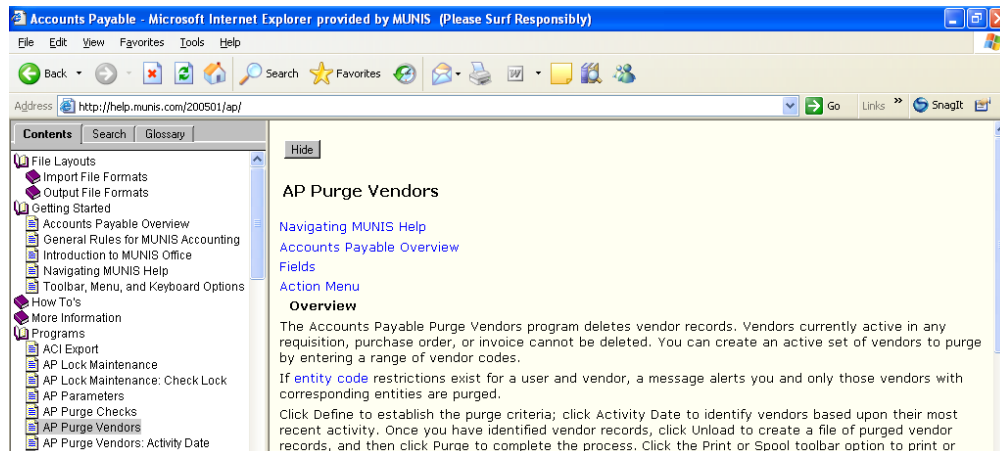 Accounts Payable - Microsoft Internet Explorer provided by MUNIS (Please Surf Responsibly)
File Edit View Favorites Tools Help
Back Search Favorites
Address http://help.munis.com/200501/ap/ Go Links » SnagIt
Contents Search Glossary
File Layouts
Import File Formats
Output File Formats
Getting Started
Accounts Payable Overview
General Rules for MUNIS Accounting
Introduction to MUNIS Office
Navigating MUNIS Help
Toolbar, Menu, and Keyboard Options
How To's
More Information
Programs
ACI Export
AP Lock Maintenance
AP Lock Maintenance: Check Lock
AP Parameters
AP Purge Checks
AP Purge Vendors
AP Purge Vendors: Activity Date
Hide
AP Purge Vendors
Navigating MUNIS Help
Accounts Payable Overview
Fields
Action Menu
Overview
The Accounts Payable Purge Vendors program deletes vendor records. Vendors currently active in any
requisition, purchase order, or invoice cannot be deleted. You can create an active set of vendors to purge
by entering a range of vendor codes.
If entity code restrictions exist for a user and vendor, a message alerts you and only those vendors with
corresponding entities are purged.
Click Define to establish the purge criteria; click Activity Date to identify vendors based upon their most
recent activity. Once you have identified vendor records, click Unload to create a file of purged vendor
records, and then click Purge to complete the process. Click the Print or Spool toolbar option to print or